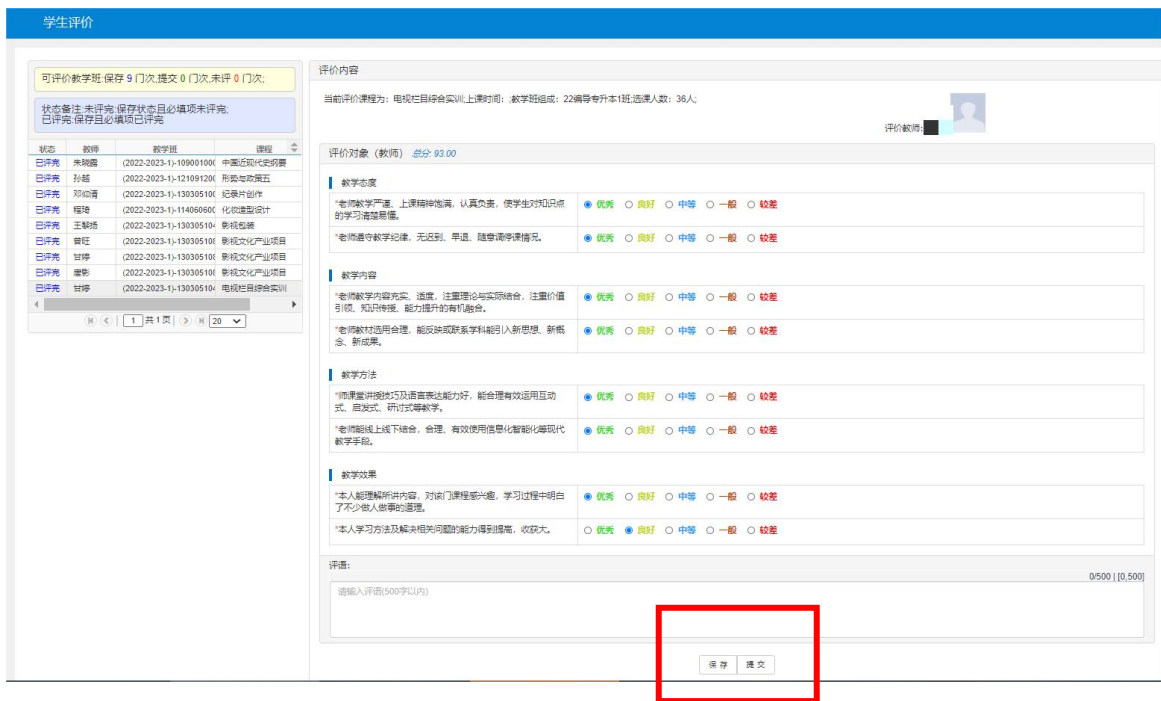 学生评价
可评价教学班:保存 9 门次,提交 0 门次,未评 0 门次;
状态备注:未评完:保存状态且必填项未评完;
已评完:保存且必填项已评完
状态 教师 教学班 课程
已评完 朱晓霞 (2022-2023-1)-109001000 中国近现代史纲要
已评完 孙越 (2022-2023-1)-121091200 形势与政策五
已评完 邓如清 (2022-2023-1)-130305100 纪录片创作
已评完 程琦 (2022-2023-1)-114060600 化妆造型设计
已评完 (2022-2023-1)-130305104 影视包装
已评完 曾旺 (2022-2023-1)-130305108 影视文化产业项目
已评完 甘婷 (2022-2023-1)-130305108 影视文化产业项目
已评完 唐影 (2022-2023-1)-130305108 影视文化产业项目
已评完 甘婷 (2022-2023-1)-130305104 电视栏目综合实训
1 共1页 20
评价内容
当前评价课程为：电视栏目综合实训;上课时间：;教学班组成：22编导专升本1班;选课人数：36人;
评价教师:
评价对象（教师） 总分: 93.00
教学态度
*老师教学严谨、上课精神饱满，认真负责，使学生对知识点
的学习清楚易懂。
优秀 良好 中等 一般 较差
*老师遵守教学纪律，无迟到、早退、随意调停课情况。
优秀 良好 中等 一般 较差
教学内容
*老师教学内容充实、适度，注重理论与实际结合，注重价值
引领、知识传授、能力提升的有机融合。
优秀 良好 中等 一般 较差
*老师教材选用合理，能反映或联系学科能引入新思想、新概
念、新成果。
优秀 良好 中等 一般 较差
教学方法
*师课堂讲授技巧及语言表达能力好，能合理有效运用互动
式、启发式、研讨式等教学。
优秀 良好 中等 一般 较差
*老师能线上线下结合，合理、有效使用信息化智能化等现代
教学手段。
优秀 良好 中等 一般 较差
教学效果
*本人能理解所讲内容，对该门课程感兴趣，学习过程中明白
了不少做人做事的道理。
优秀 良好 中等 一般 较差
*本人学习方法及解决相关问题的能力得到提高，收获大。
优秀 良好 中等 一般 较差
评语:
0/500 | [0,500]
请输入评语(500字以内)
保存 提交